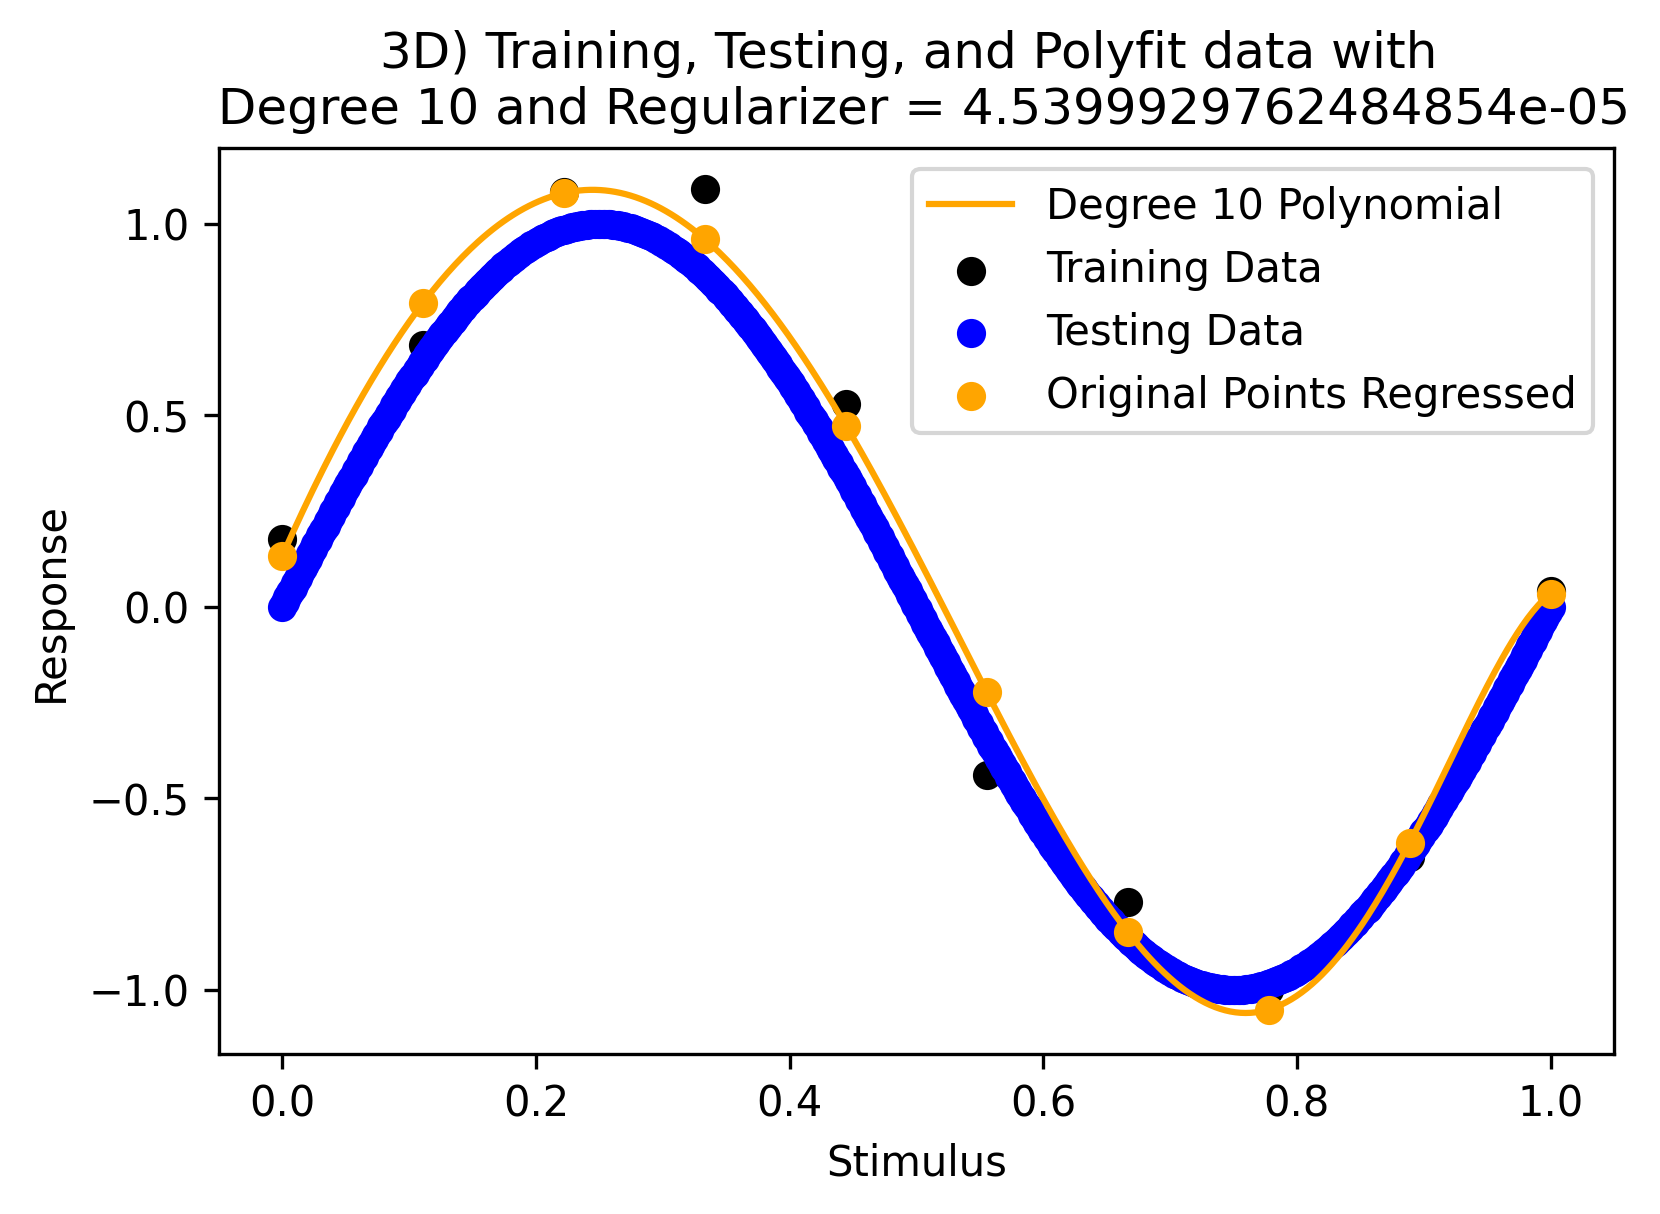 3D) Training, Testing, and Polyfit data with
Degree 10 and Regularizer = 4.5399929762484854e-05
Degree 10 Polynomial
Training Data
Testing Data
Original Points Regressed
1.0
0.5
0.0
−0.5
−1.0
Response
0.0 0.2 0.4 0.6 0.8 1.0
Stimulus